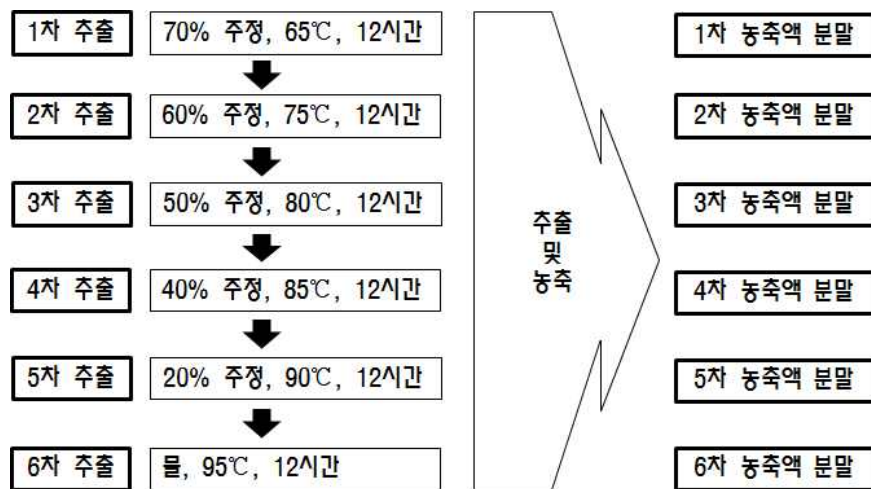 1차 추출
70% 주정, 65℃, 12시간
1차 농축액 분말
2차 추출
60% 주정, 75℃, 12시간
2차 농축액 분말
3차 추출
50% 주정, 80℃, 12시간
3차 농축액 분말
추출
및
농축
4차 추출
40% 주정, 85℃, 12시간
4차 농축액 분말
5차 추출
20% 주정, 90℃, 12시간
5차 농축액 분말
6차 추출
물, 95℃, 12시간
6차 농축액 분말